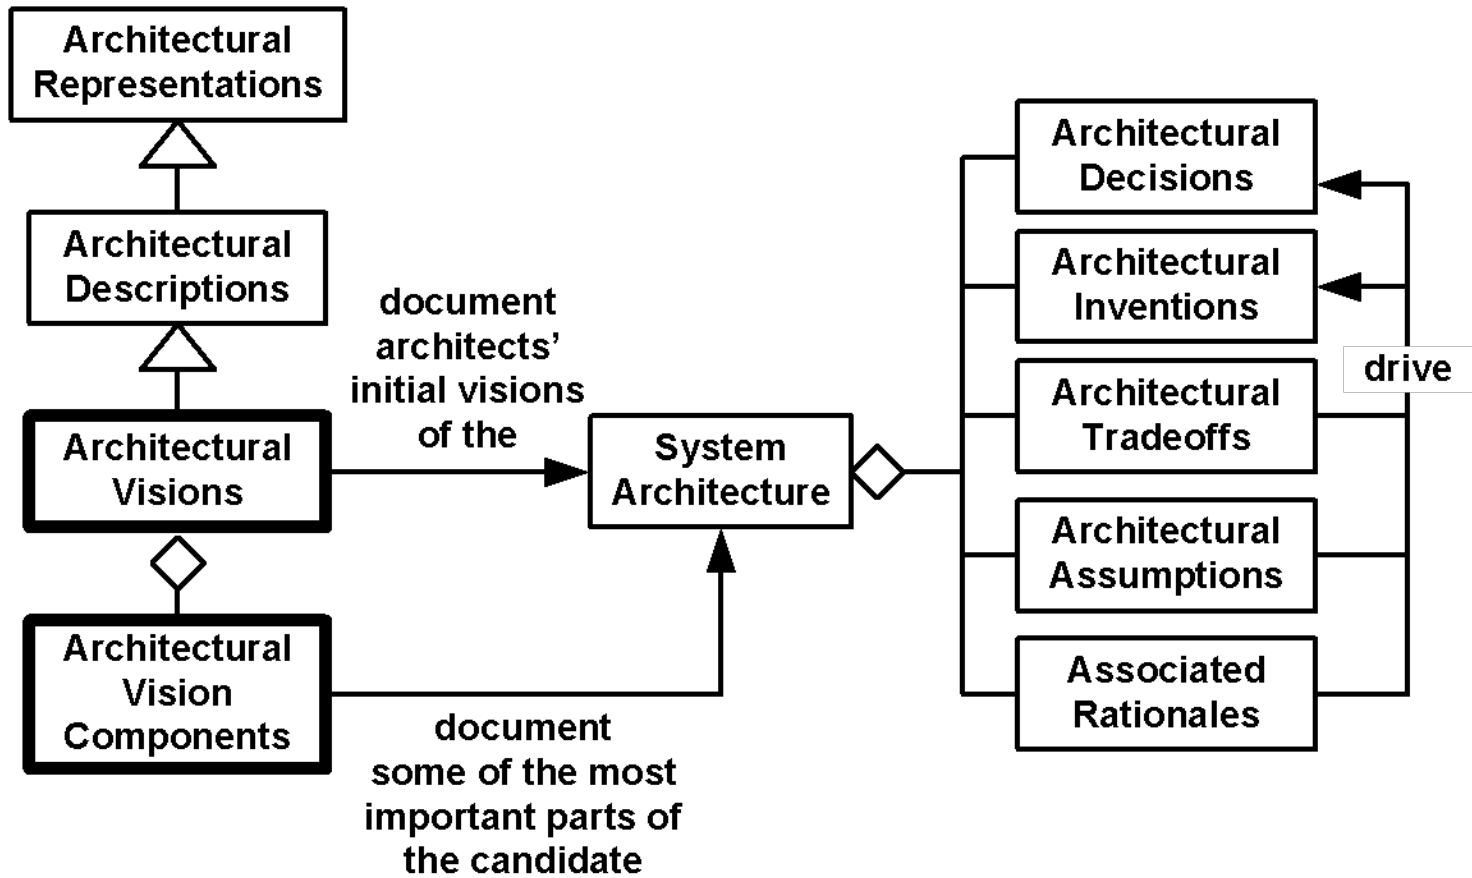 Architectural
Representations
Architectural
Descriptions
Architectural
Visions
Architectural
Vision
Components
document
architects’
initial visions
of the
document
some of the most
important parts of
the candidate
System
Architecture
Architectural
Decisions
Architectural
Inventions
Architectural
Tradeoffs
Architectural
Assumptions
Associated
Rationales
drive